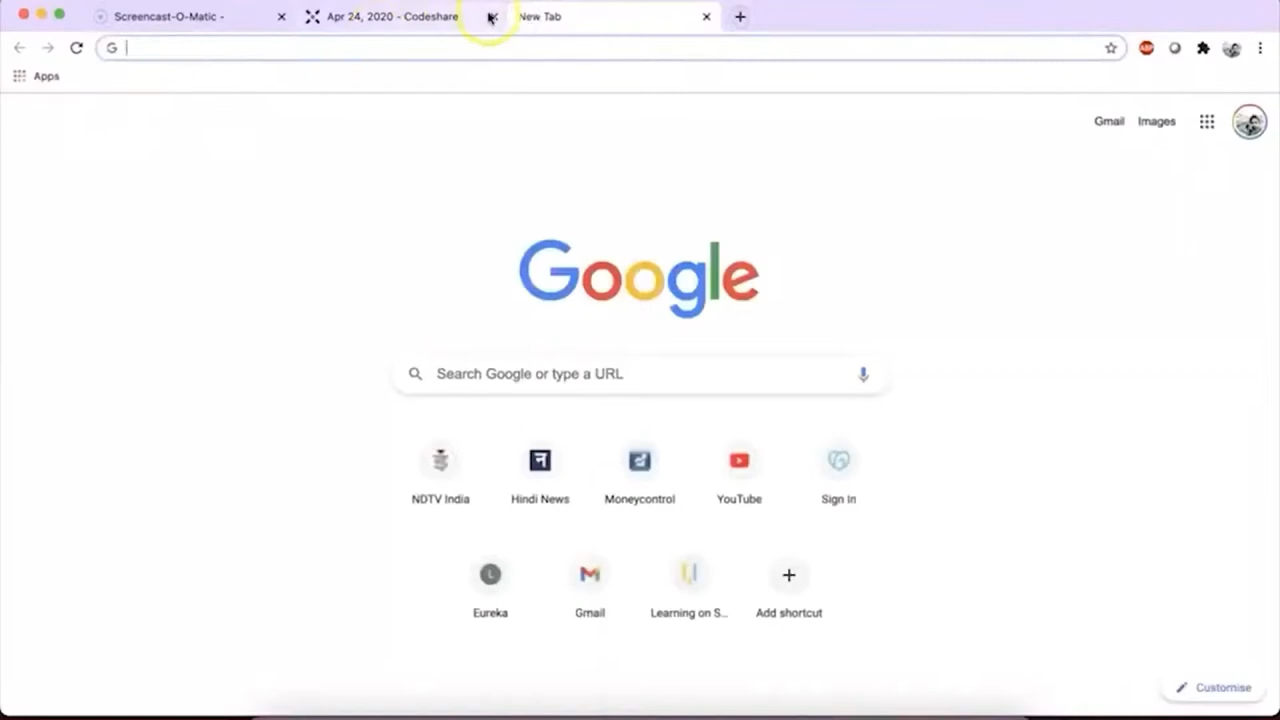 Screencast-O-Matic -
Apr 24, 2020 - Codeshare
New Tab
G
Apps
Gmail
Images
Google
Search Google or type a URL
न
NDTV India
Hindi News
Moneycontrol
YouTube
Sign In
L
Eureka
Gmail
Learning on S...
Add shortcut
Customise